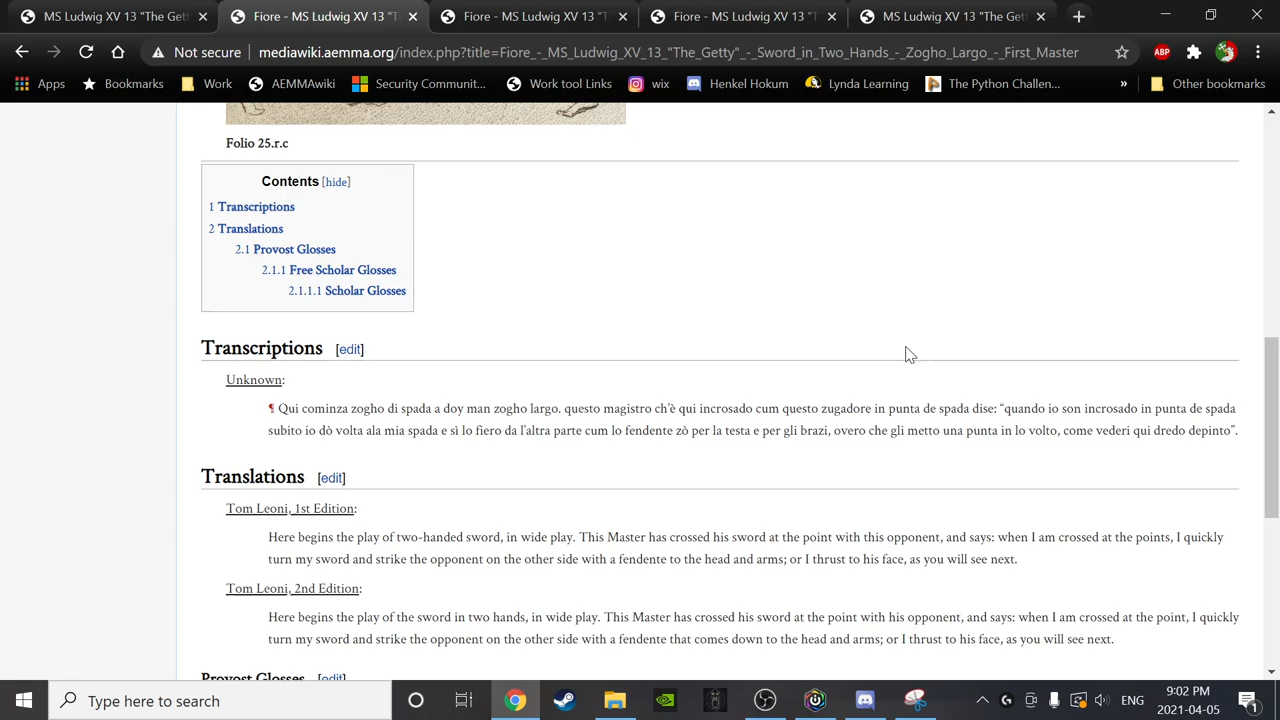 MS Ludwig XV 13 "The Getty
Fiore - MS Ludwig XV 13 "T
Fiore - MS Ludwig XV 13 "T
Fiore - MS Ludwig XV 13 "T
MS Ludwig XV 13 "The Getty
Not secure mediawiki.aemma.org/index.php?title=Fiore_-_MS_Ludwig_XV_13_"The_Getty"_-_Sword_in_Two_Hands_-_Zogho_Largo_-_First_Master
ABP
Apps Bookmarks Work AEMMAwiki Security Communit... Work tool Links wix Henkel Hokum Lynda Learning The Python Challen... » Other bookmarks
Folio 25.r.c
Contents [hide]
1 Transcriptions
2 Translations
2.1 Provost Glosses
2.1.1 Free Scholar Glosses
2.1.1.1 Scholar Glosses
Transcriptions [edit]
Unknown:
¶ Qui cominza zogho di spada a doy man zogho largo. questo magistro ch'è qui incrosado cum questo zugadore in punta de spada dise: “quando io son incrosado in punta de spada
subito io dò volta ala mia spada e sì lo fiero da l'altra parte cum lo fendente zò per la testa e per gli brazi, overo che gli metto una punta in lo volto, come vederi qui dredo depinto”.
Translations [edit]
Tom Leoni, 1st Edition:
Here begins the play of two-handed sword, in wide play. This Master has crossed his sword at the point with this opponent, and says: when I am crossed at the points, I quickly
turn my sword and strike the opponent on the other side with a fendente to the head and arms; or I thrust to his face, as you will see next.
Tom Leoni, 2nd Edition:
Here begins the play of the sword in two hands, in wide play. This Master has crossed his sword at the point with his opponent, and says: when I am crossed at the point, I quickly
turn my sword and strike the opponent on the other side with a fendente that comes down to the head and arms; or I thrust to his face, as you will see next.
Provost Glosses [edit]
Type here to search
ENG
9:02 PM
2021-04-05
1